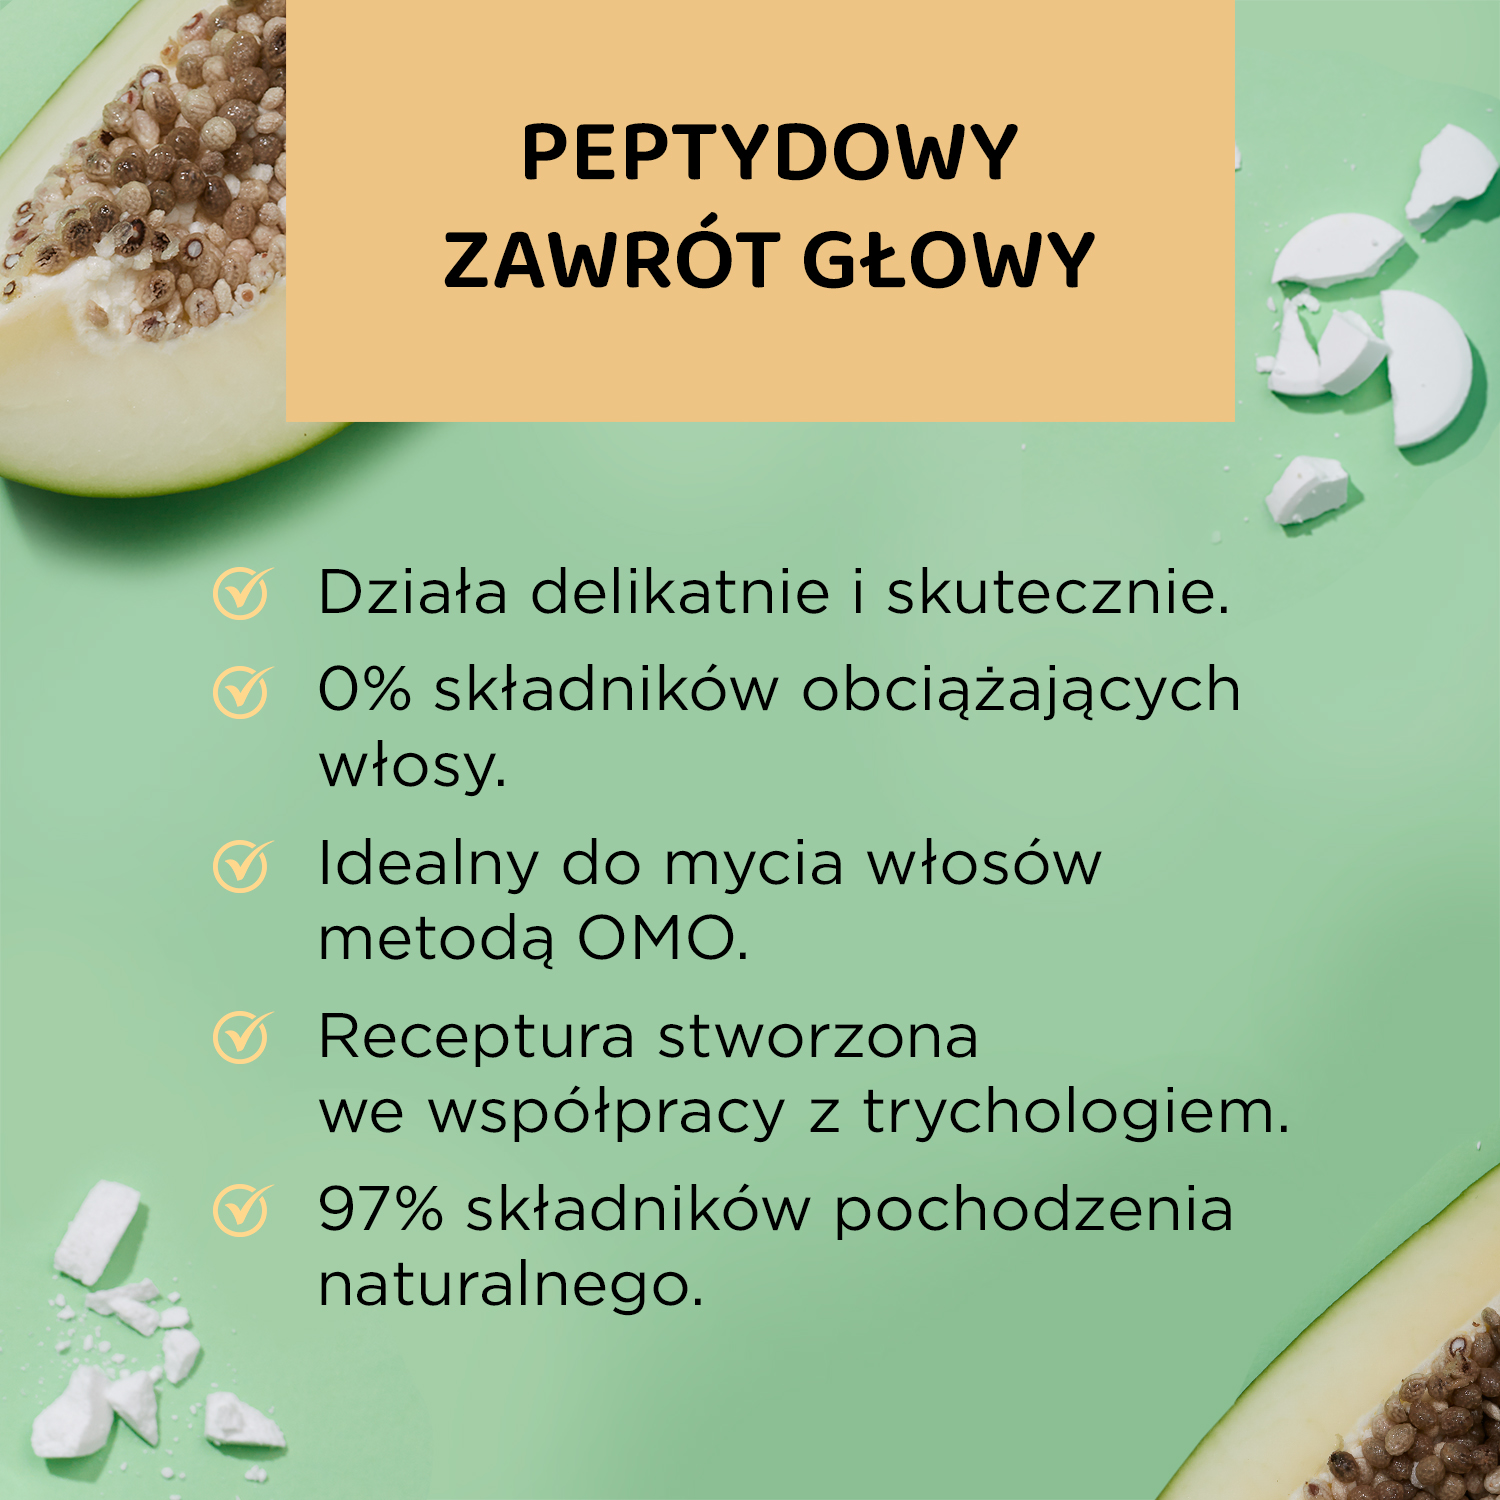 PEPTYDOWY
ZAWRÓT GŁOWY
Działa delikatnie i skutecznie.
0% składników obciążających
włosy.
Idealny do mycia włosów
metodą OMO.
Receptura stworzona
we współpracy z trychologiem.
97% składników pochodzenia
naturalnego.